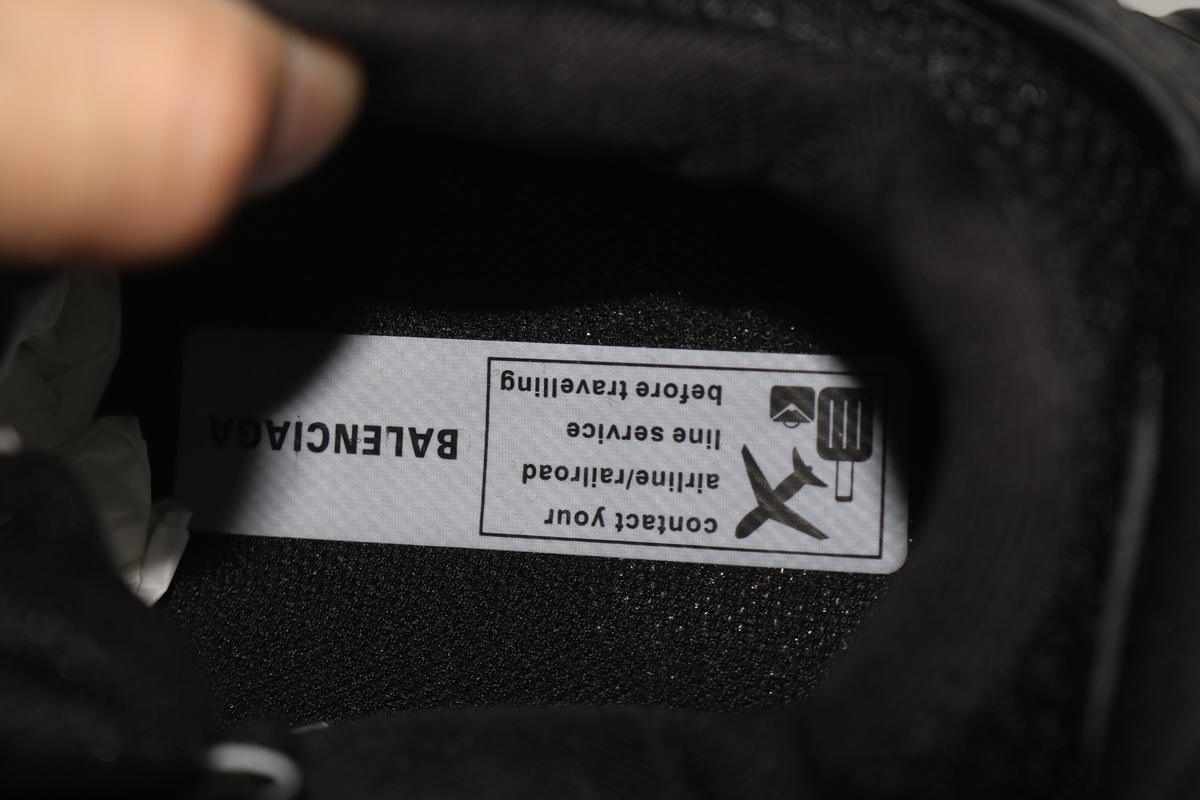 contact your
airline/railroad
line service
before travelling
BALENCIAGA